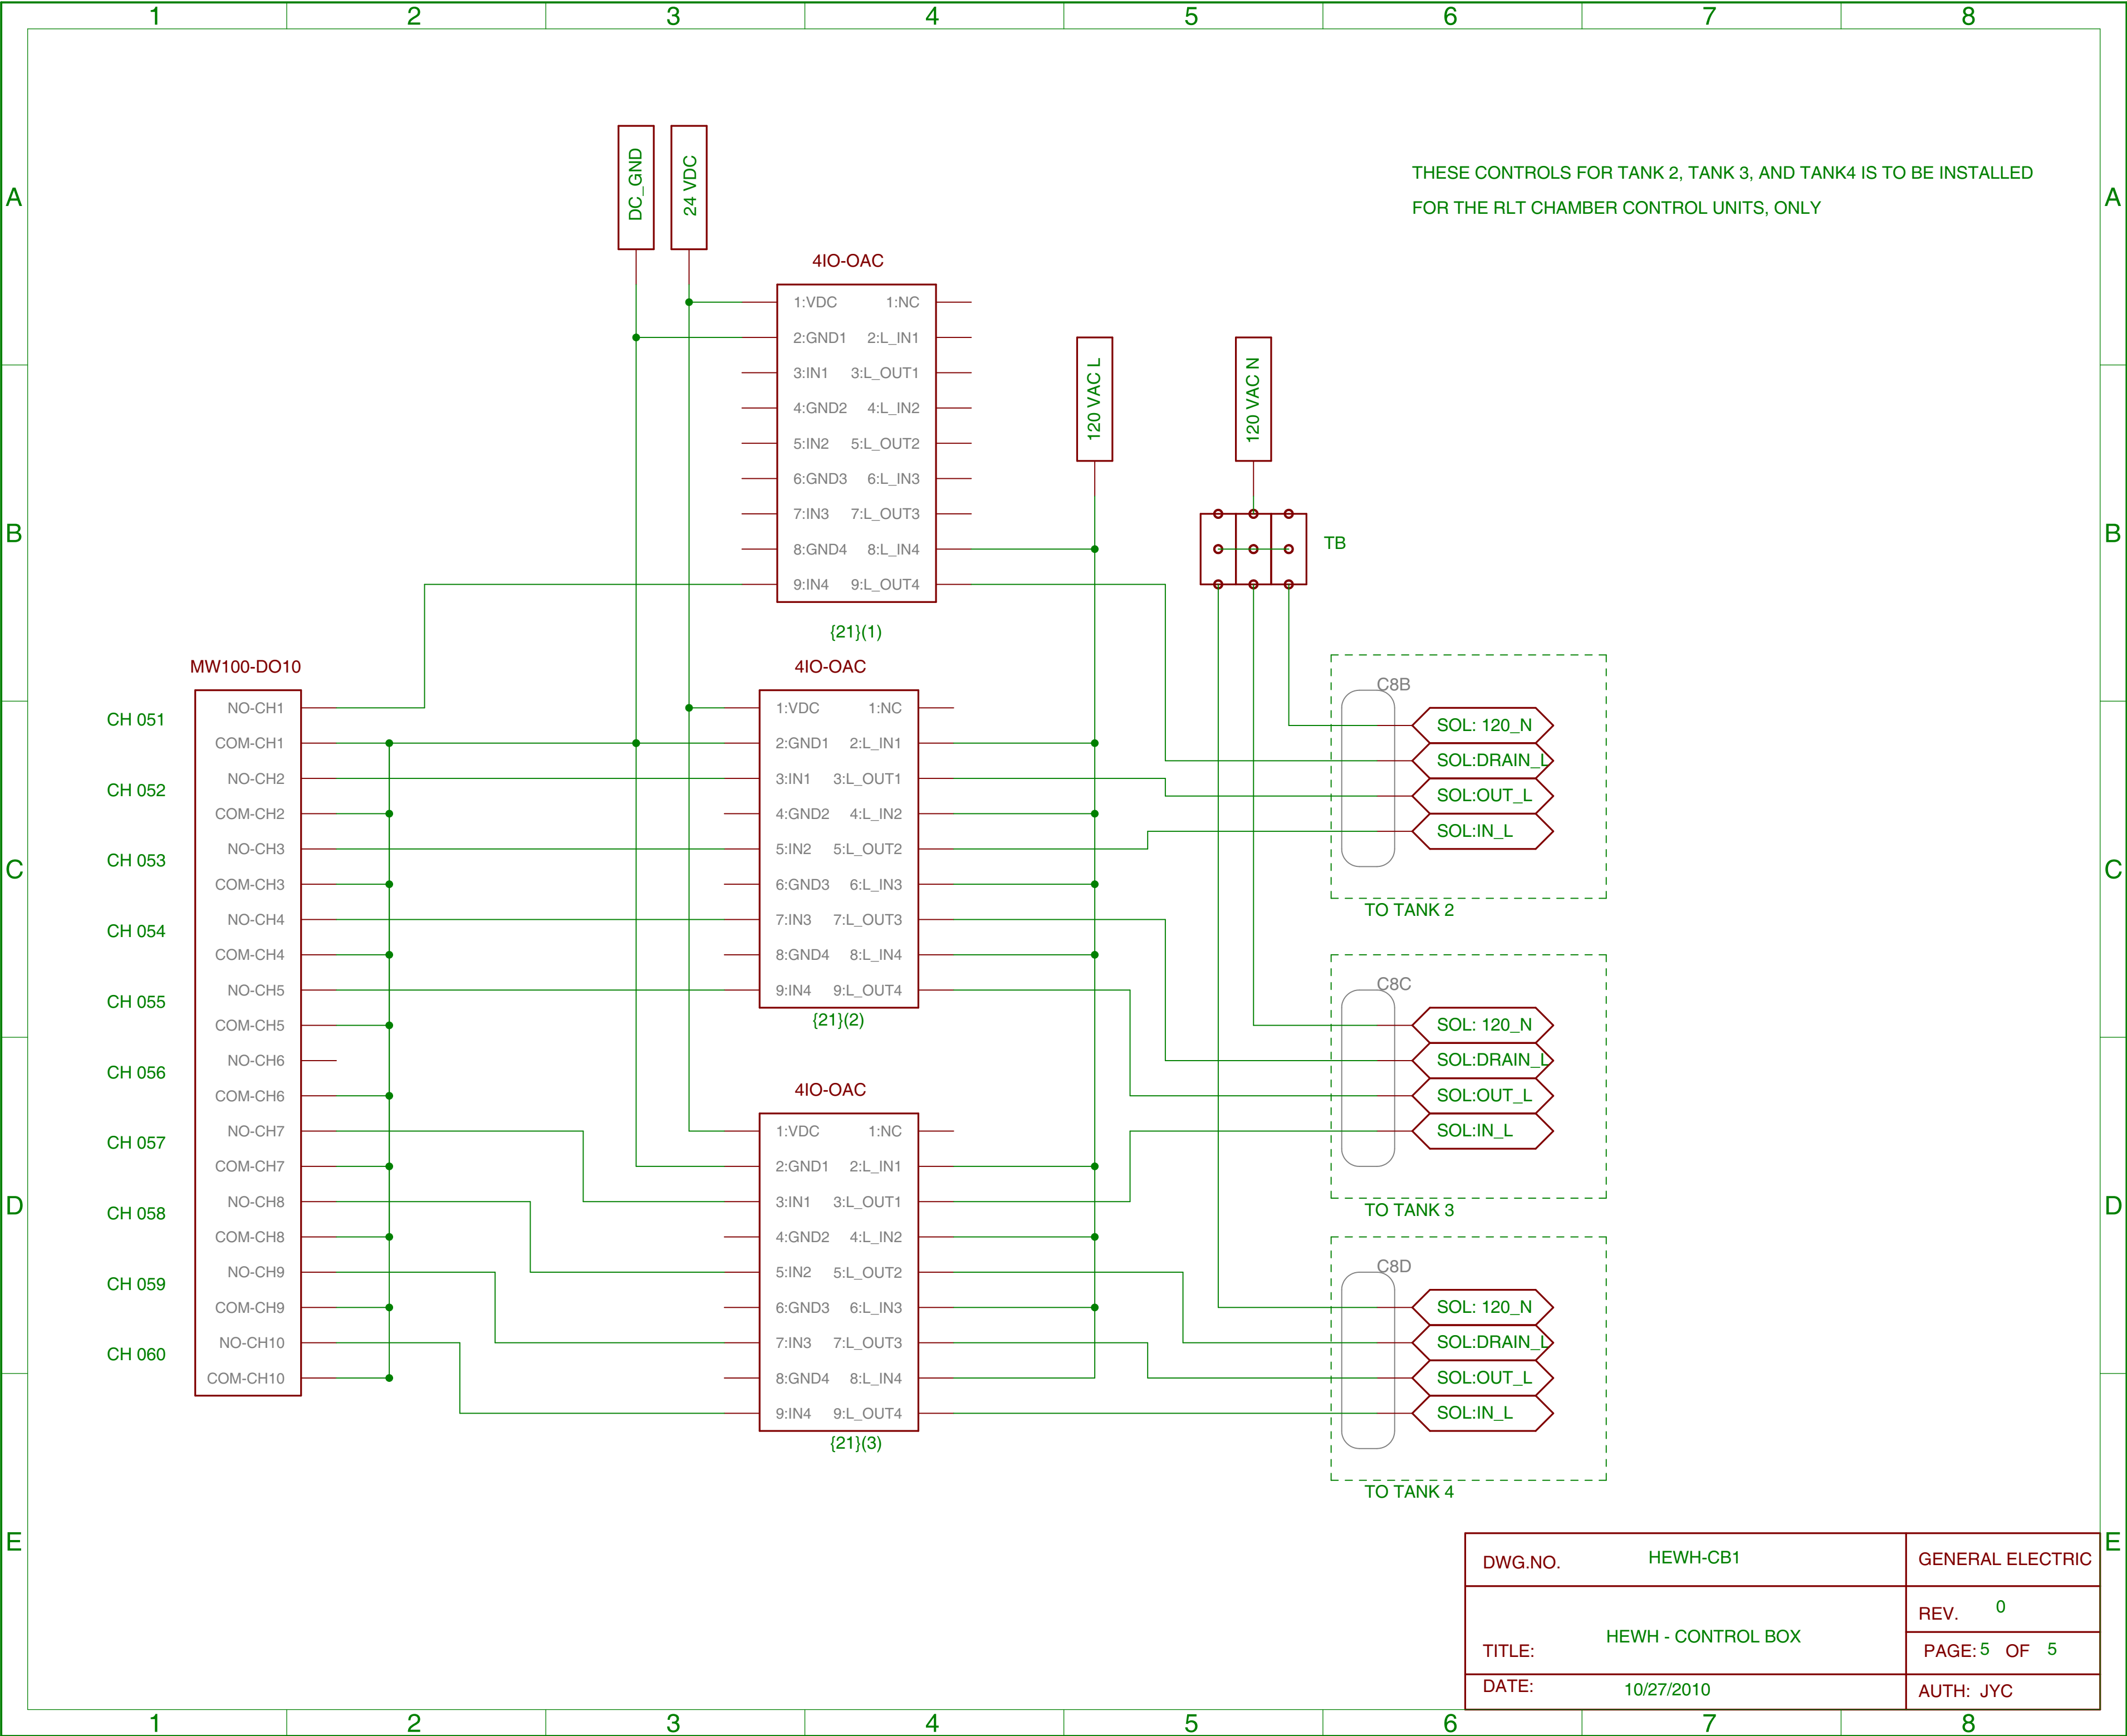 1 2 3 4 5 6 7 8
A A
B B
C C
D D
E E
DC_GND
24 VDC
THESE CONTROLS FOR TANK 2, TANK 3, AND TANK4 IS TO BE INSTALLED
FOR THE RLT CHAMBER CONTROL UNITS, ONLY
4IO-OAC
1:VDC 1:NC
2:GND1 2:L_IN1
3:IN1 3:L_OUT1
4:GND2 4:L_IN2
5:IN2 5:L_OUT2
6:GND3 6:L_IN3
7:IN3 7:L_OUT3
8:GND4 8:L_IN4
9:IN4 9:L_OUT4
{21}(1)
120 VAC L
120 VAC N
TB
MW100-DO10
CH 051
CH 052
CH 053
CH 054
CH 055
CH 056
CH 057
CH 058
CH 059
CH 060
NO-CH1
COM-CH1
NO-CH2
COM-CH2
NO-CH3
COM-CH3
NO-CH4
COM-CH4
NO-CH5
COM-CH5
NO-CH6
COM-CH6
NO-CH7
COM-CH7
NO-CH8
COM-CH8
NO-CH9
COM-CH9
NO-CH10
COM-CH10
4IO-OAC
1:VDC 1:NC
2:GND1 2:L_IN1
3:IN1 3:L_OUT1
4:GND2 4:L_IN2
5:IN2 5:L_OUT2
6:GND3 6:L_IN3
7:IN3 7:L_OUT3
8:GND4 8:L_IN4
9:IN4 9:L_OUT4
{21}(2)
4IO-OAC
1:VDC 1:NC
2:GND1 2:L_IN1
3:IN1 3:L_OUT1
4:GND2 4:L_IN2
5:IN2 5:L_OUT2
6:GND3 6:L_IN3
7:IN3 7:L_OUT3
8:GND4 8:L_IN4
9:IN4 9:L_OUT4
{21}(3)
C8B
SOL: 120_N
SOL:DRAIN_L
SOL:OUT_L
SOL:IN_L
TO TANK 2
C8C
SOL: 120_N
SOL:DRAIN_L
SOL:OUT_L
SOL:IN_L
TO TANK 3
C8D
SOL: 120_N
SOL:DRAIN_L
SOL:OUT_L
SOL:IN_L
TO TANK 4
DWG.NO. HEWH-CB1
GENERAL ELECTRIC
REV. 0
TITLE: HEWH - CONTROL BOX
PAGE: 5 OF 5
DATE: 10/27/2010
AUTH: JYC
1 2 3 4 5 6 7 8